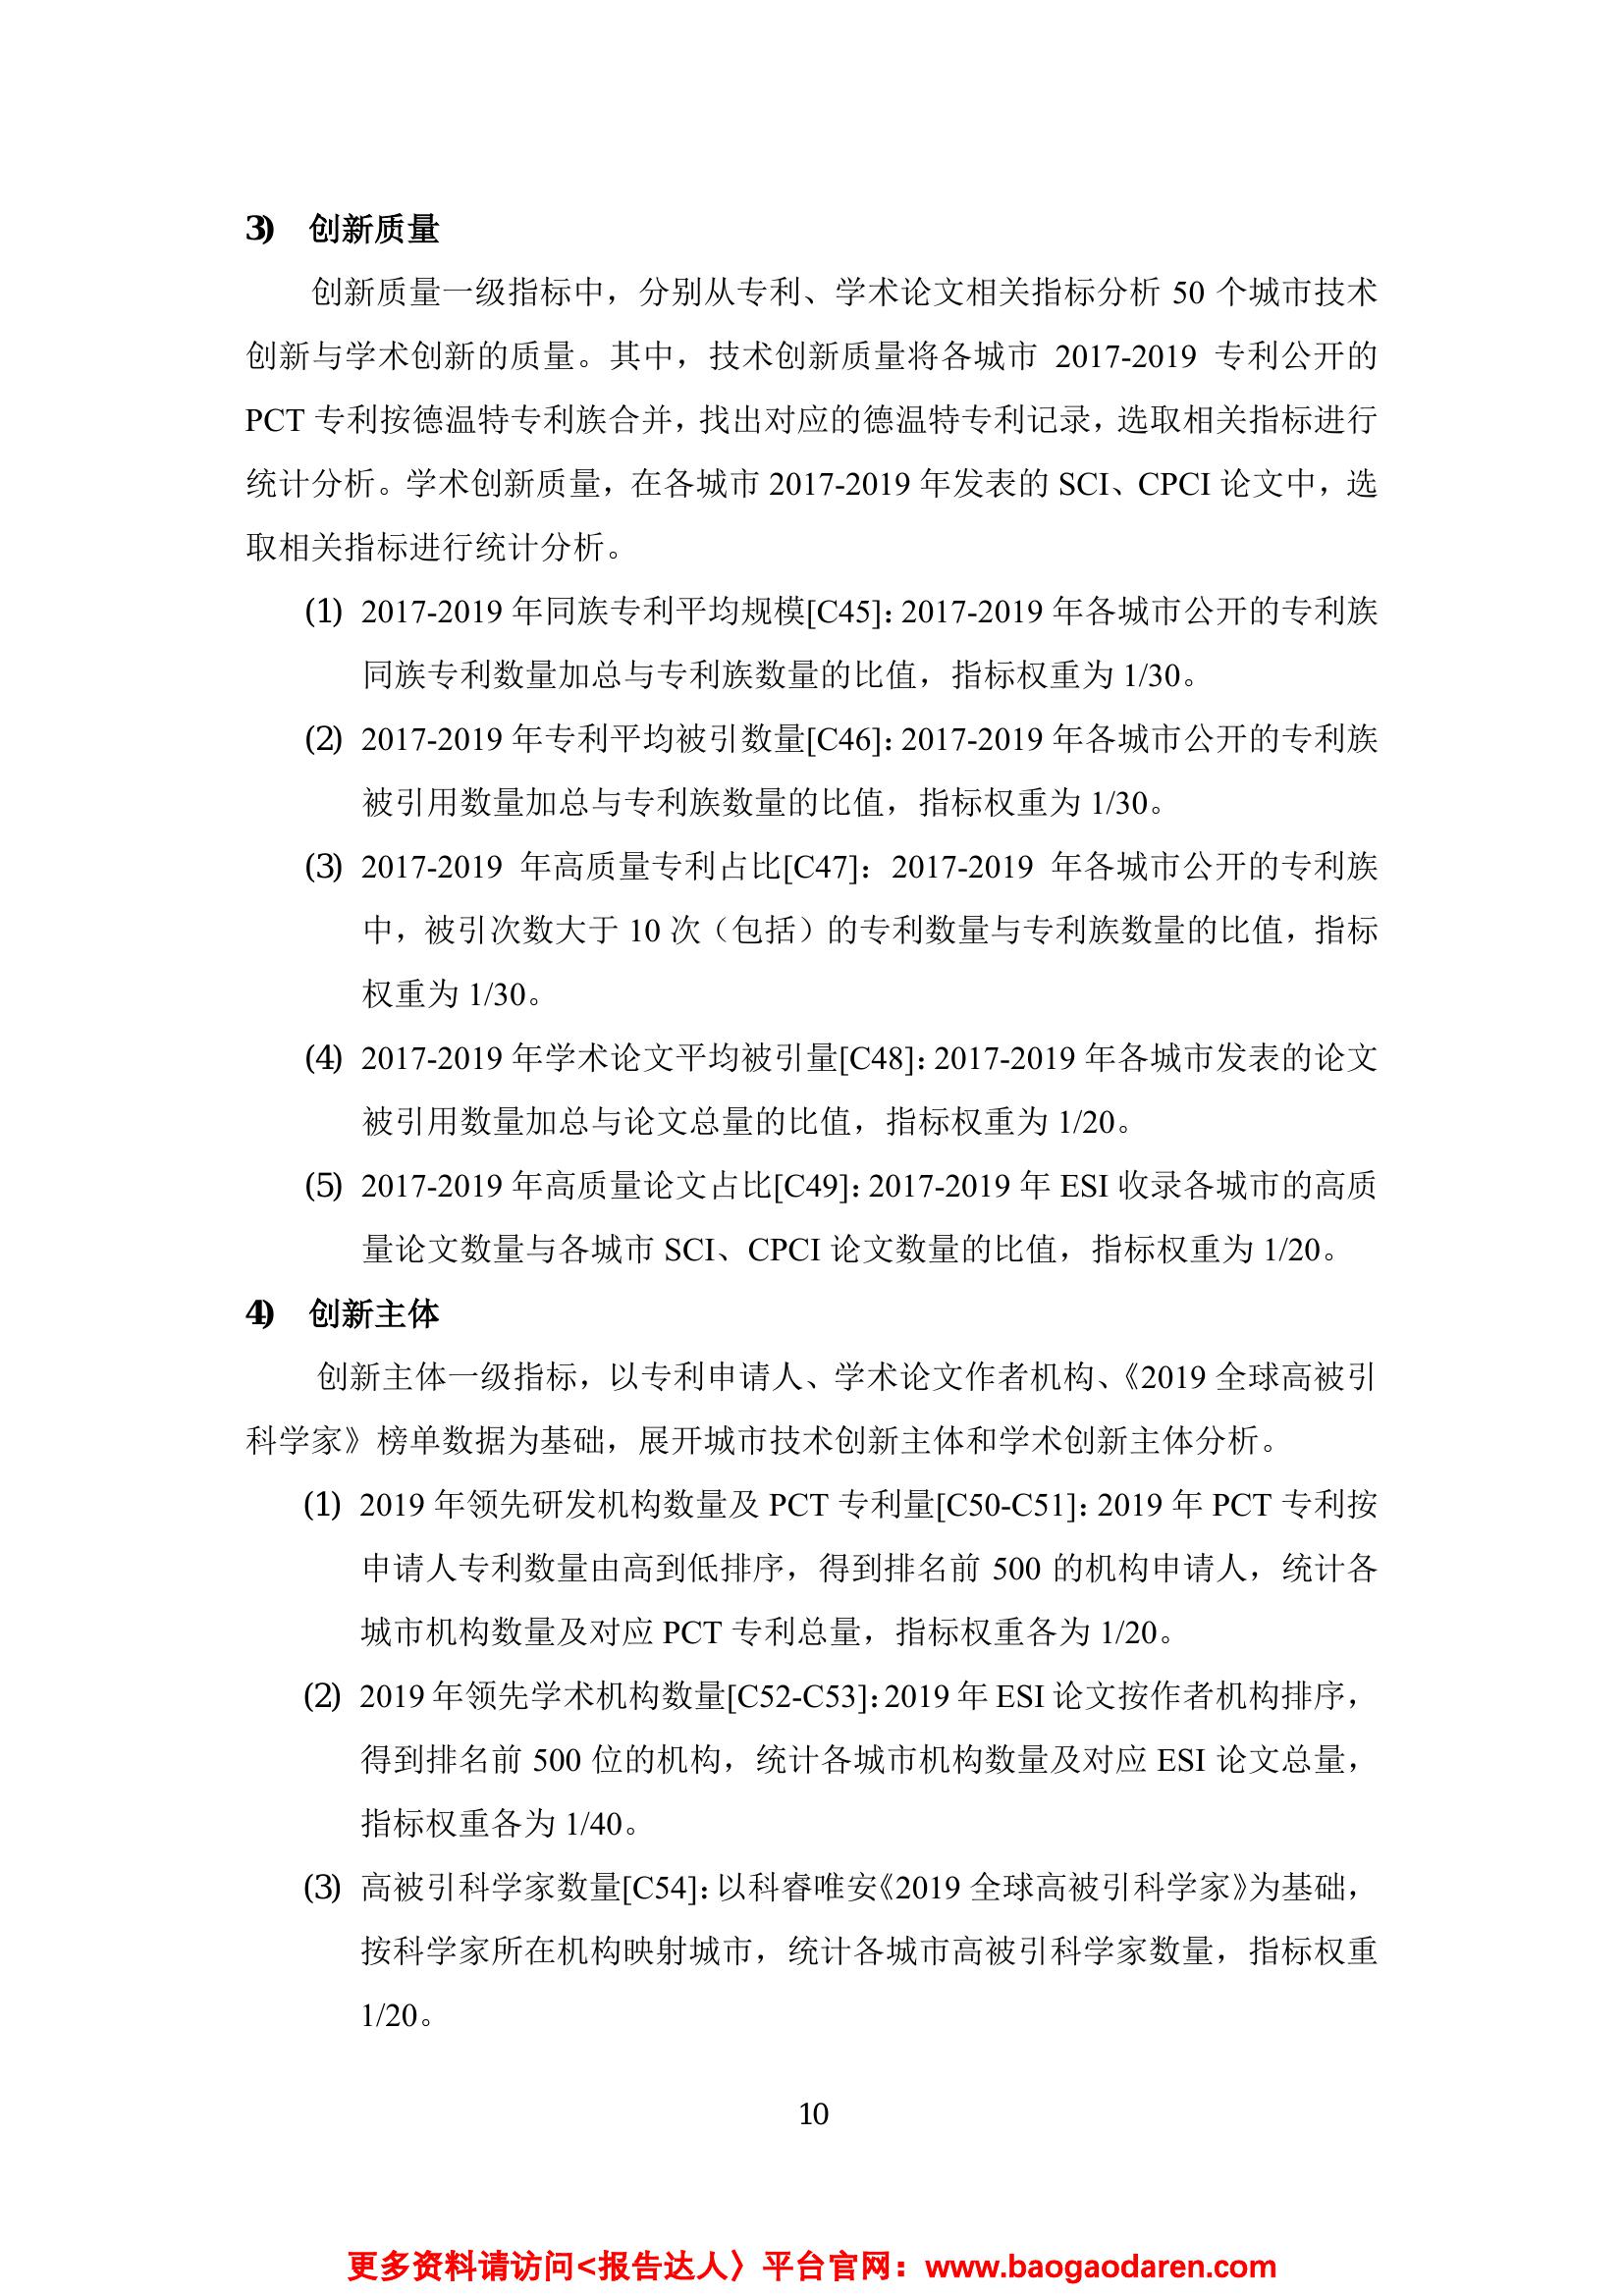 3) 创新质量
创新质量一级指标中，分别从专利、学术论文相关指标分析 50 个城市技术
创新与学术创新的质量。其中，技术创新质量将各城市 2017-2019 专利公开的
PCT 专利按德温特专利族合并，找出对应的德温特专利记录，选取相关指标进行
统计分析。学术创新质量，在各城市 2017-2019 年发表的 SCI、CPCI 论文中，选
取相关指标进行统计分析。
(1) 2017-2019 年同族专利平均规模[C45]：2017-2019 年各城市公开的专利族
同族专利数量加总与专利族数量的比值，指标权重为 1/30。
(2) 2017-2019 年专利平均被引数量[C46]：2017-2019 年各城市公开的专利族
被引用数量加总与专利族数量的比值，指标权重为 1/30。
(3) 2017-2019 年高质量专利占比[C47]：2017-2019 年各城市公开的专利族
中，被引次数大于 10 次（包括）的专利数量与专利族数量的比值，指标
权重为 1/30。
(4) 2017-2019 年学术论文平均被引量[C48]：2017-2019 年各城市发表的论文
被引用数量加总与论文总量的比值，指标权重为 1/20。
(5) 2017-2019 年高质量论文占比[C49]：2017-2019 年 ESI 收录各城市的高质
量论文数量与各城市 SCI、CPCI 论文数量的比值，指标权重为 1/20。
4) 创新主体
创新主体一级指标，以专利申请人、学术论文作者机构、《2019 全球高被引
科学家》榜单数据为基础，展开城市技术创新主体和学术创新主体分析。
(1) 2019 年领先研发机构数量及 PCT 专利量[C50-C51]：2019 年 PCT 专利按
申请人专利数量由高到低排序，得到排名前 500 的机构申请人，统计各
城市机构数量及对应 PCT 专利总量，指标权重各为 1/20。
(2) 2019 年领先学术机构数量[C52-C53]：2019 年 ESI 论文按作者机构排序，
得到排名前 500 位的机构，统计各城市机构数量及对应 ESI 论文总量，
指标权重各为 1/40。
(3) 高被引科学家数量[C54]：以科睿唯安《2019 全球高被引科学家》为基础，
按科学家所在机构映射城市，统计各城市高被引科学家数量，指标权重
1/20。
10
更多资料请访问<报告达人〉平台官网：www.baogaodaren.com